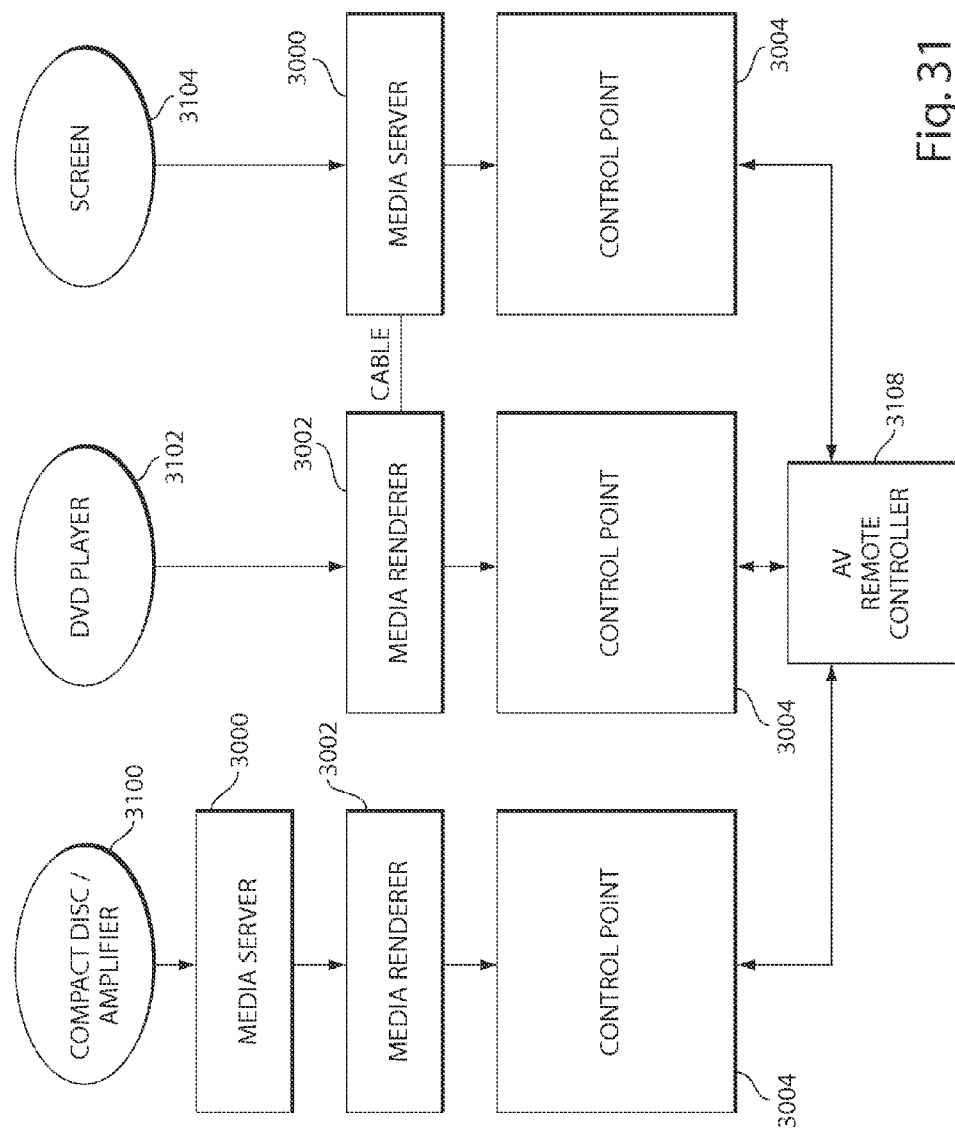 COMPACT DISC /
AMPLIFIER
3100
MEDIA SERVER
3000
MEDIA RENDERER
3002
CONTROL POINT
3004
DVD PLAYER
3102
MEDIA RENDERER
3002
CABLE
CONTROL POINT
3004
SCREEN
3104
MEDIA SERVER
3000
CONTROL POINT
3004
AV
REMOTE
CONTROLLER
3108
Fig. 31